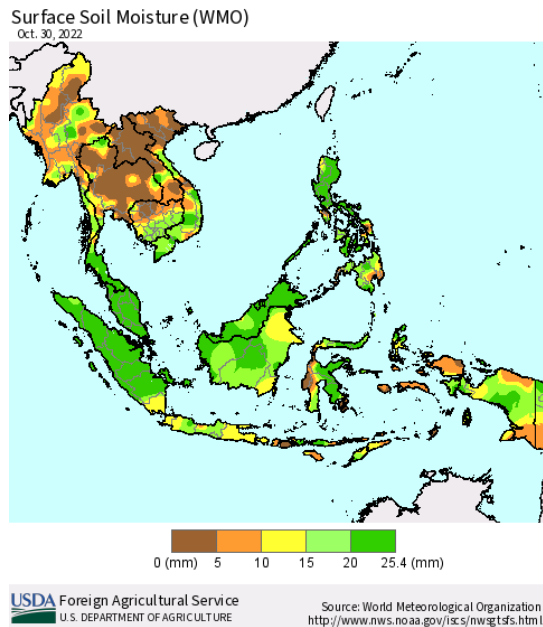 Surface Soil Moisture (WMO)
Oct. 30, 2022
0 (mm) 5 10 15 20 25.4 (mm)
USDA Foreign Agricultural Service
U.S. DEPARTMENT OF AGRICULTURE
Source: World Meteorological Organization
http://www.nws.noaa.gov/iscs/nwsgtsfs.html